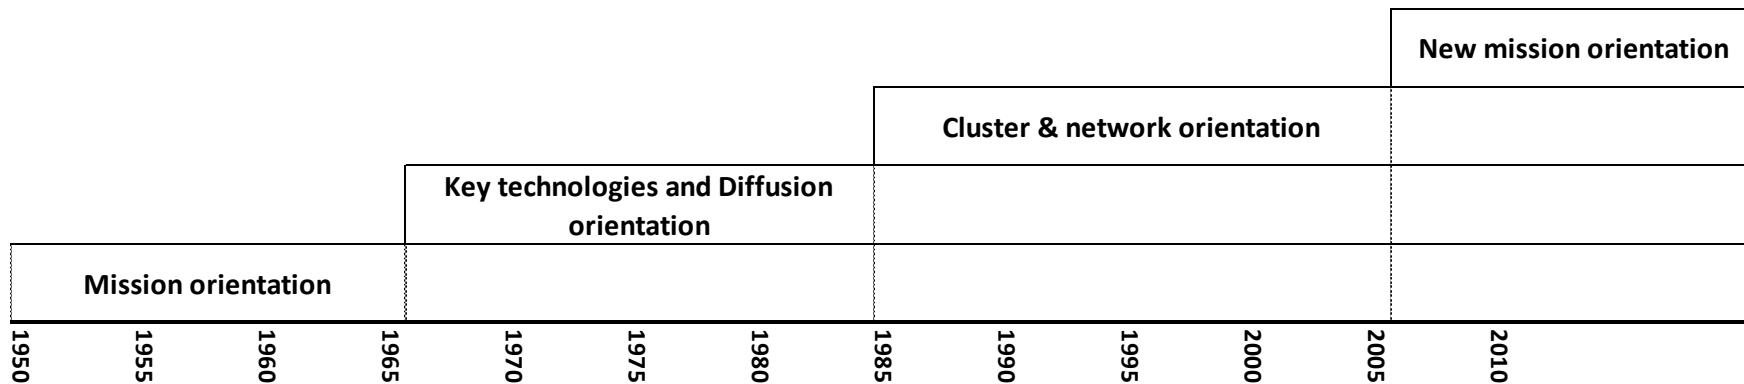 New mission orientation
Cluster & network orientation
Key technologies and Diffusion
orientation
Mission orientation
1950
1955
1960
1965
1970
1975
1980
1985
1990
1995
2000
2005
2010